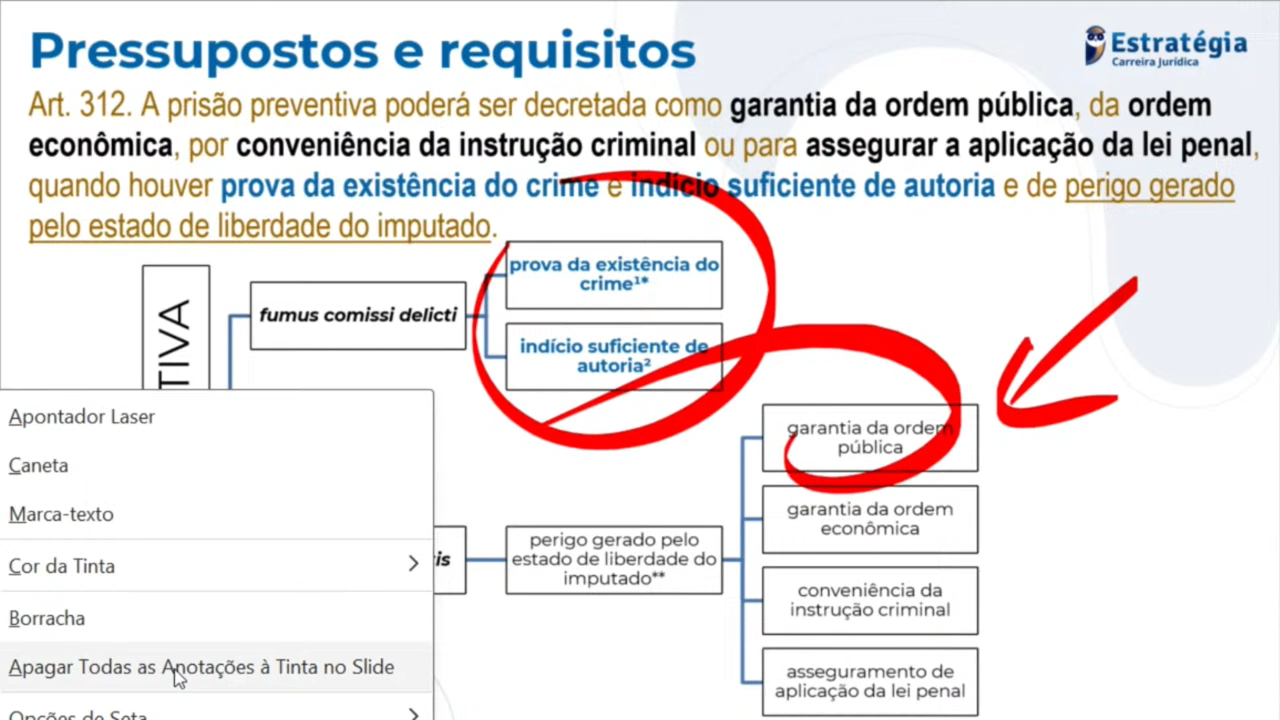 Pressupostos e requisitos
Estratégia
Carreira Jurídica
Art. 312. A prisão preventiva poderá ser decretada como garantia da ordem pública, da ordem
econômica, por conveniência da instrução criminal ou para assegurar a aplicação da lei penal,
quando houver prova da existência do crime e indício suficiente de autoria e de perigo gerado
pelo estado de liberdade do imputado.
TIVA
fumus comissi delicti
prova da existência do
crime¹*
indício suficiente de
autoria²
is
perigo gerado pelo
estado de liberdade do
imputado**
garantia da ordem
pública
garantia da ordem
econômica
conveniência da
instrução criminal
asseguramento de
aplicação da lei penal
Apontador Laser
Caneta
Marca-texto
Cor da Tinta
Borracha
Apagar Todas as Anotações à Tinta no Slide
Opções de Seta